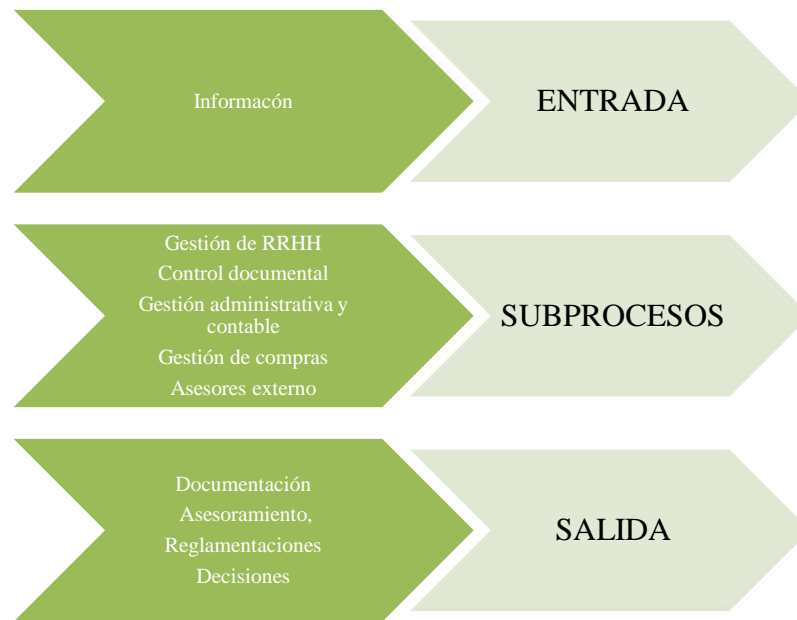 Informacón
ENTRADA
Gestión de RRHH
Control documental
Gestión administrativa y
contable
Gestión de compras
Asesores externo
SUBPROCESOS
Documentación
Asesoramiento,
Reglamentaciones
Decisiones
SALIDA